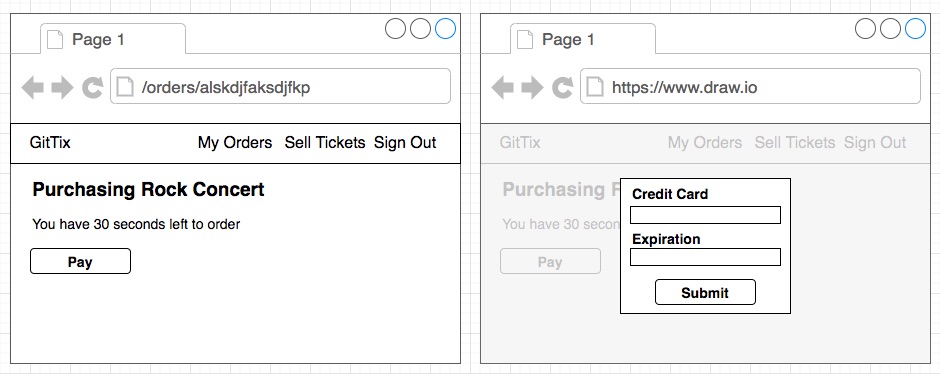 Page 1
/orders/alskdjfaksdjfkp
GitTix My Orders Sell Tickets Sign Out
Purchasing Rock Concert
You have 30 seconds left to order
Pay
Page 1
https://www.draw.io
GitTix My Orders Sell Tickets Sign Out
Purchasing
You have 30 secon
Pay
Credit Card
Expiration
Submit